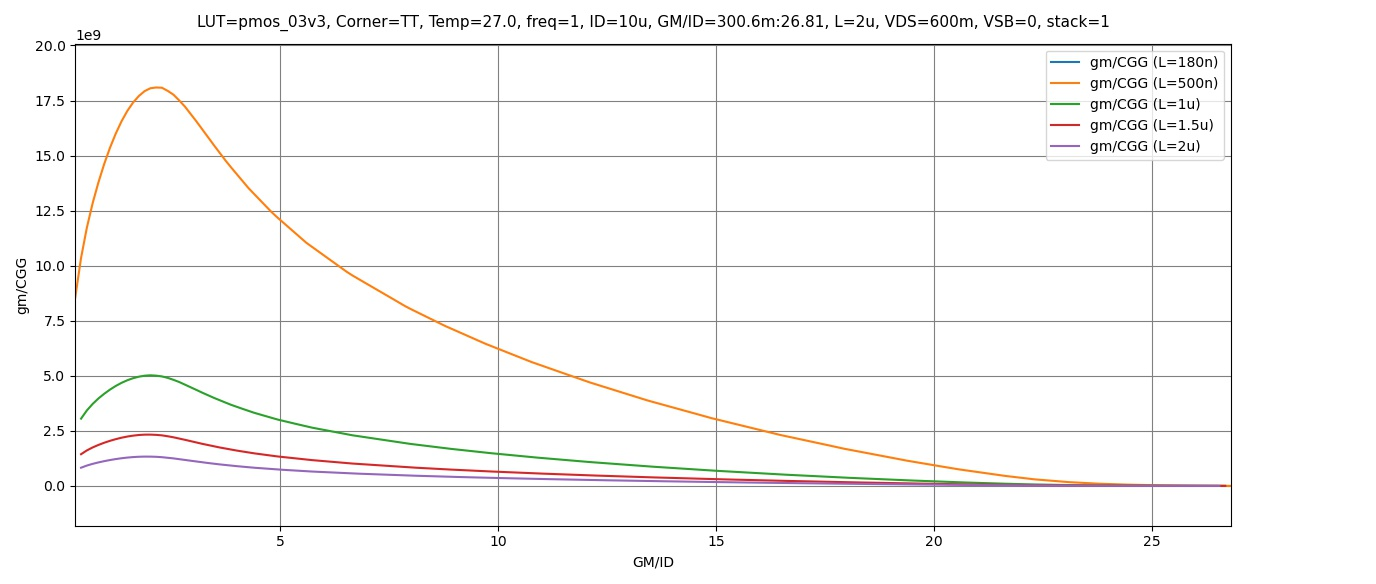 LUT=pmos_03v3, Corner=TT, Temp=27.0, freq=1, ID=10u, GM/ID=300.6m:26.81, L=2u, VDS=600m, VSB=0, stack=1
1e9
20.0
17.5
15.0
12.5
10.0
7.5
5.0
2.5
0.0
gm/CGG
gm/CGG (L=180n)
gm/CGG (L=500n)
gm/CGG (L=1u)
gm/CGG (L=1.5u)
gm/CGG (L=2u)
5 10 15 20 25
GM/ID